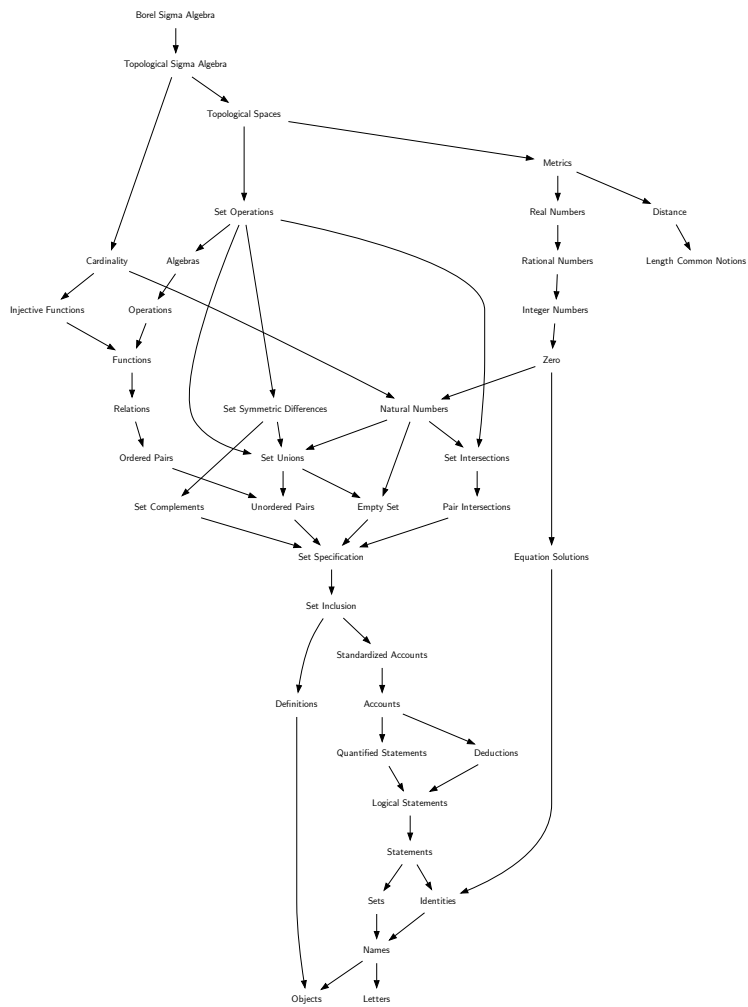 Borel Sigma Algebra
Topological Sigma Algebra
Topological Spaces
Metrics
Set Operations
Real Numbers
Distance
Cardinality
Algebras
Rational Numbers
Length Common Notions
Injective Functions
Operations
Integer Numbers
Functions
Zero
Relations
Set Symmetric Differences
Natural Numbers
Ordered Pairs
Set Unions
Set Intersections
Set Complements
Unordered Pairs
Empty Set
Pair Intersections
Set Specification
Equation Solutions
Set Inclusion
Standardized Accounts
Definitions
Accounts
Quantified Statements
Deductions
Logical Statements
Statements
Sets
Identities
Names
Objects
Letters